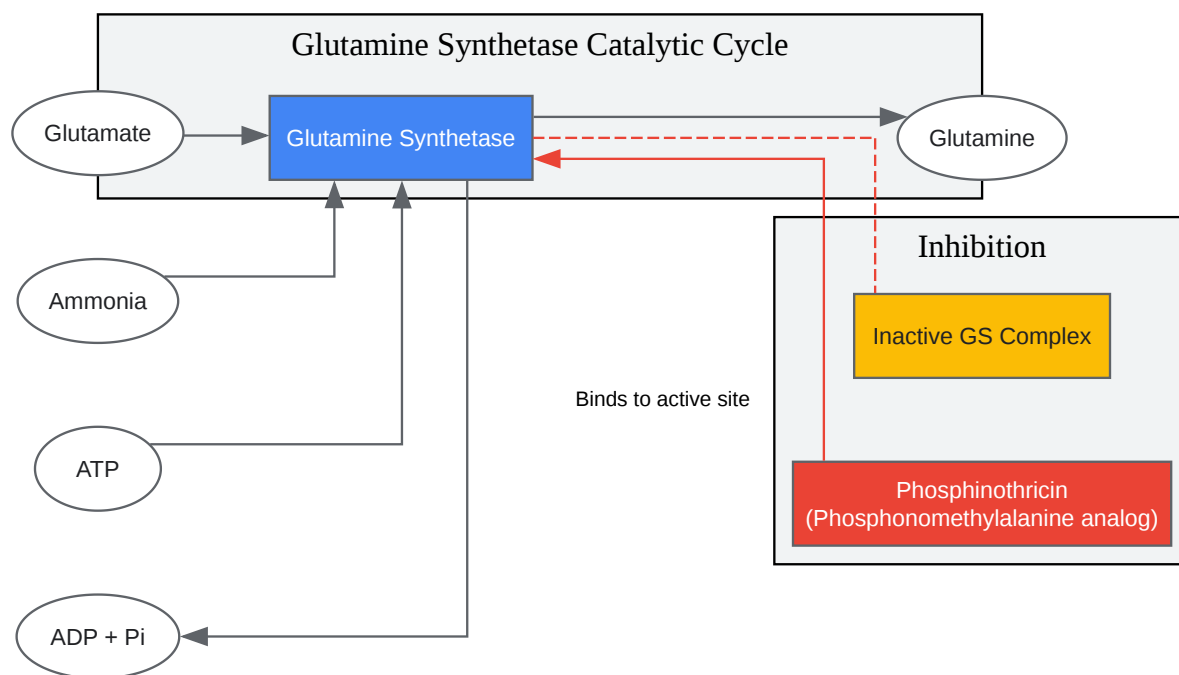 Glutamine Synthetase Catalytic Cycle
Glutamate
Glutamine Synthetase
Glutamine
Inhibition
Ammonia
Inactive GS Complex
Binds to active site
ATP
Phosphinothricin
(Phosphonomethylalanine analog)
ADP + Pi